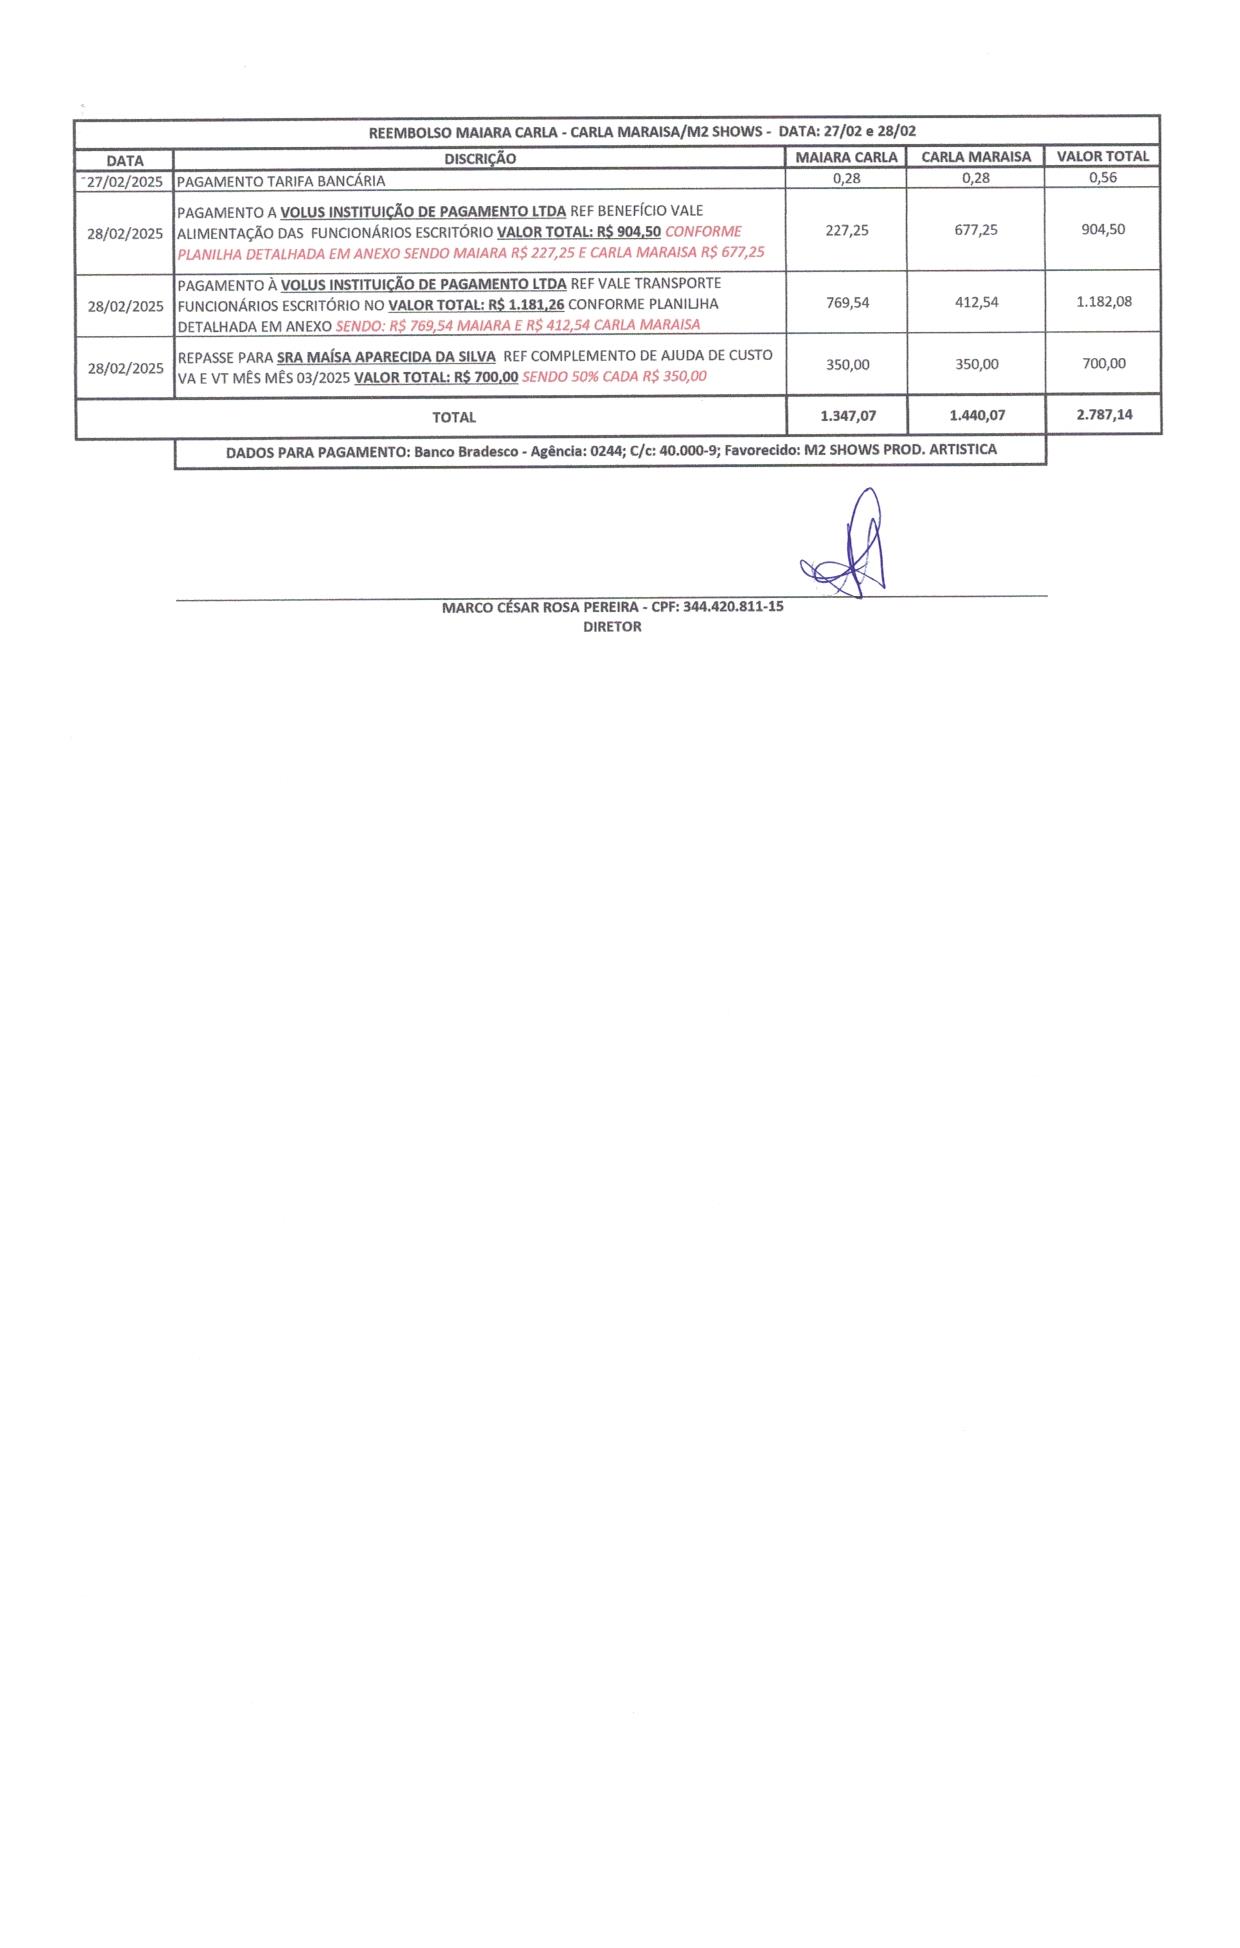 REEMBOLSO MAIARA CARLA - CARLA MARAISA/M2 SHOWS - DATA: 27/02 e 28/02
DATA DISCRIÇÃO MAIARA CARLA CARLA MARAISA VALOR TOTAL
27/02/2025 PAGAMENTO TARIFA BANCÁRIA 0,28 0,28 0,56
PAGAMENTO A VOLUS INSTITUIÇÃO DE PAGAMENTO LTDA REF BENEFÍCIO VALE
28/02/2025 ALIMENTAÇÃO DAS FUNCIONÁRIOS ESCRITÓRIO VALOR TOTAL: R$ 904,50 CONFORME 227,25 677,25 904,50
PLANILHA DETALHADA EM ANEXO SENDO MAIARA R$ 227,25 E CARLA MARAISA R$ 677,25
PAGAMENTO À VOLUS INSTITUIÇÃO DE PAGAMENTO LTDA REF VALE TRANSPORTE
28/02/2025 FUNCIONÁRIOS ESCRITÓRIO NO VALOR TOTAL: R$ 1.181,26 CONFORME PLANILHA 769,54 412,54 1.182,08
DETALHADA EM ANEXO SENDO: R$ 769,54 MAIARA E R$ 412,54 CARLA MARAISA
REPASSE PARA SRA MAÍSA APARECIDA DA SILVA REF COMPLEMENTO DE AJUDA DE CUSTO
28/02/2025 VA E VT MÊS MÊS 03/2025 VALOR TOTAL: R$ 700,00 SENDO 50% CADA R$ 350,00 350,00 350,00 700,00
TOTAL 1.347,07 1.440,07 2.787,14
DADOS PARA PAGAMENTO: Banco Bradesco - Agência: 0244; C/c: 40.000-9; Favorecido: M2 SHOWS PROD. ARTISTICA
MARCO CÉSAR ROSA PEREIRA - CPF: 344.420.811-15
DIRETOR